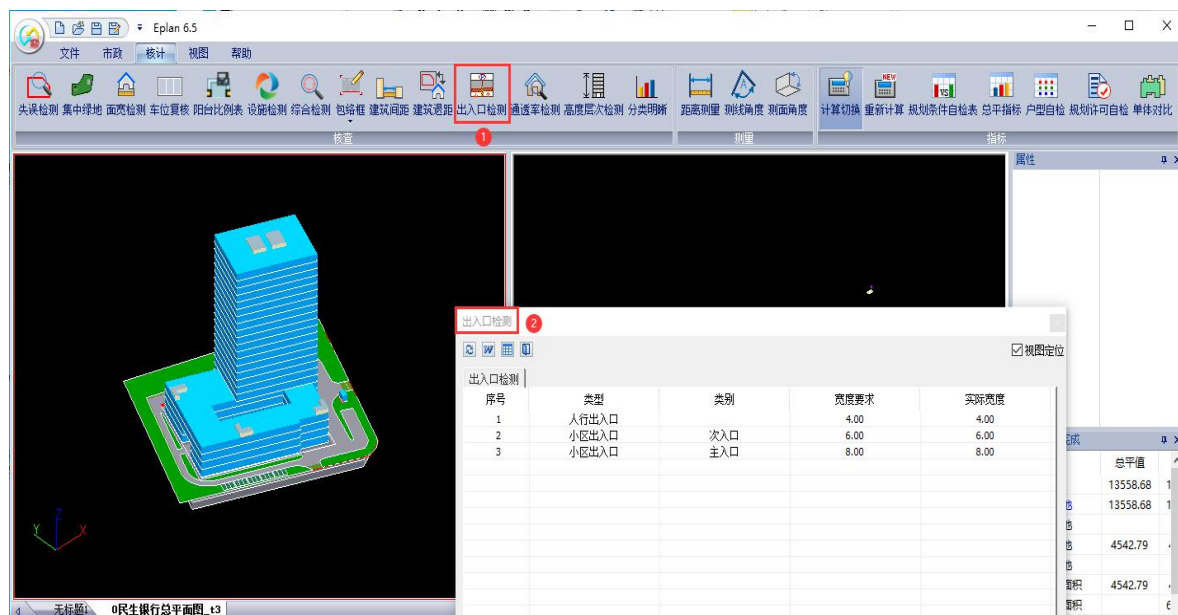 Eplan 6.5
文件 市政 核计 视图 帮助
失误检测 集中绿地 面宽检测 车位复核 阳台比例表 设施检测 综合检测 包络框 建筑间距 建筑退距 出入口检测 通透率检测 高度层次检测 分类明晰 距离测量 测线角度 测面角度 计算切换 重新计算 规划条件自检表 总平指标 户型自检 规划许可自检 单体对比
1
核查 测量 指标
属性
出入口检测 2
视图定位
出入口检测
序号 类型 类别 宽度要求 实际宽度
1 人行出入口 4.00 4.00
2 小区出入口 次入口 6.00 6.00
3 小区出入口 主入口 8.00 8.00
总平值
13558.68
13558.68
4542.79
面积 4542.79
面积
Z
Y X
无标题1 0民生银行总平面图_t3